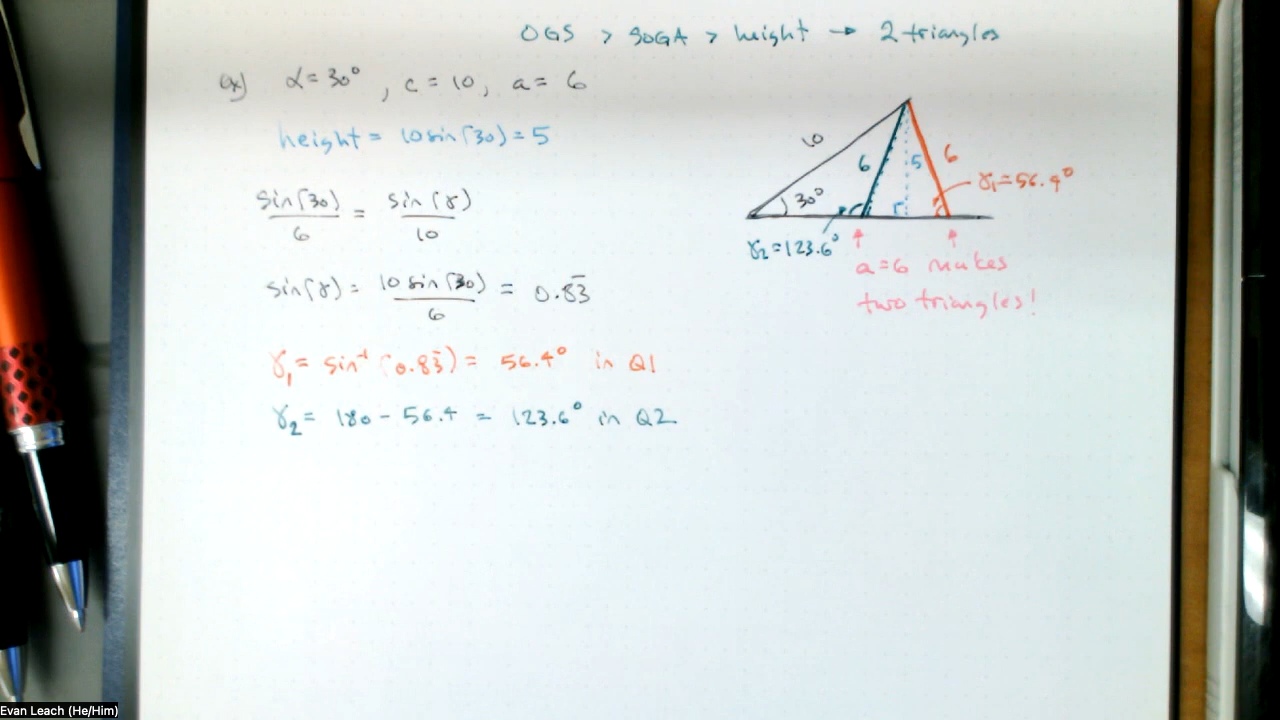 OGS > SOGA > height → 2 triangles
ex) α = 30°, c = 10, a = 6
height = 10sin(30) = 5
sin(30)/6 = sin(γ)/10
sin(γ) = 10 sin(30)/6 = 0.83̅
γ₁ = sin⁻¹(0.83̅) = 56.4° in Q1
γ₂ = 180 - 56.4 = 123.6° in Q2
10
6
5
6
30°
γ₁=56.4°
γ₂=123.6°
a=6 makes
two triangles!
Evan Leach (He/Him)